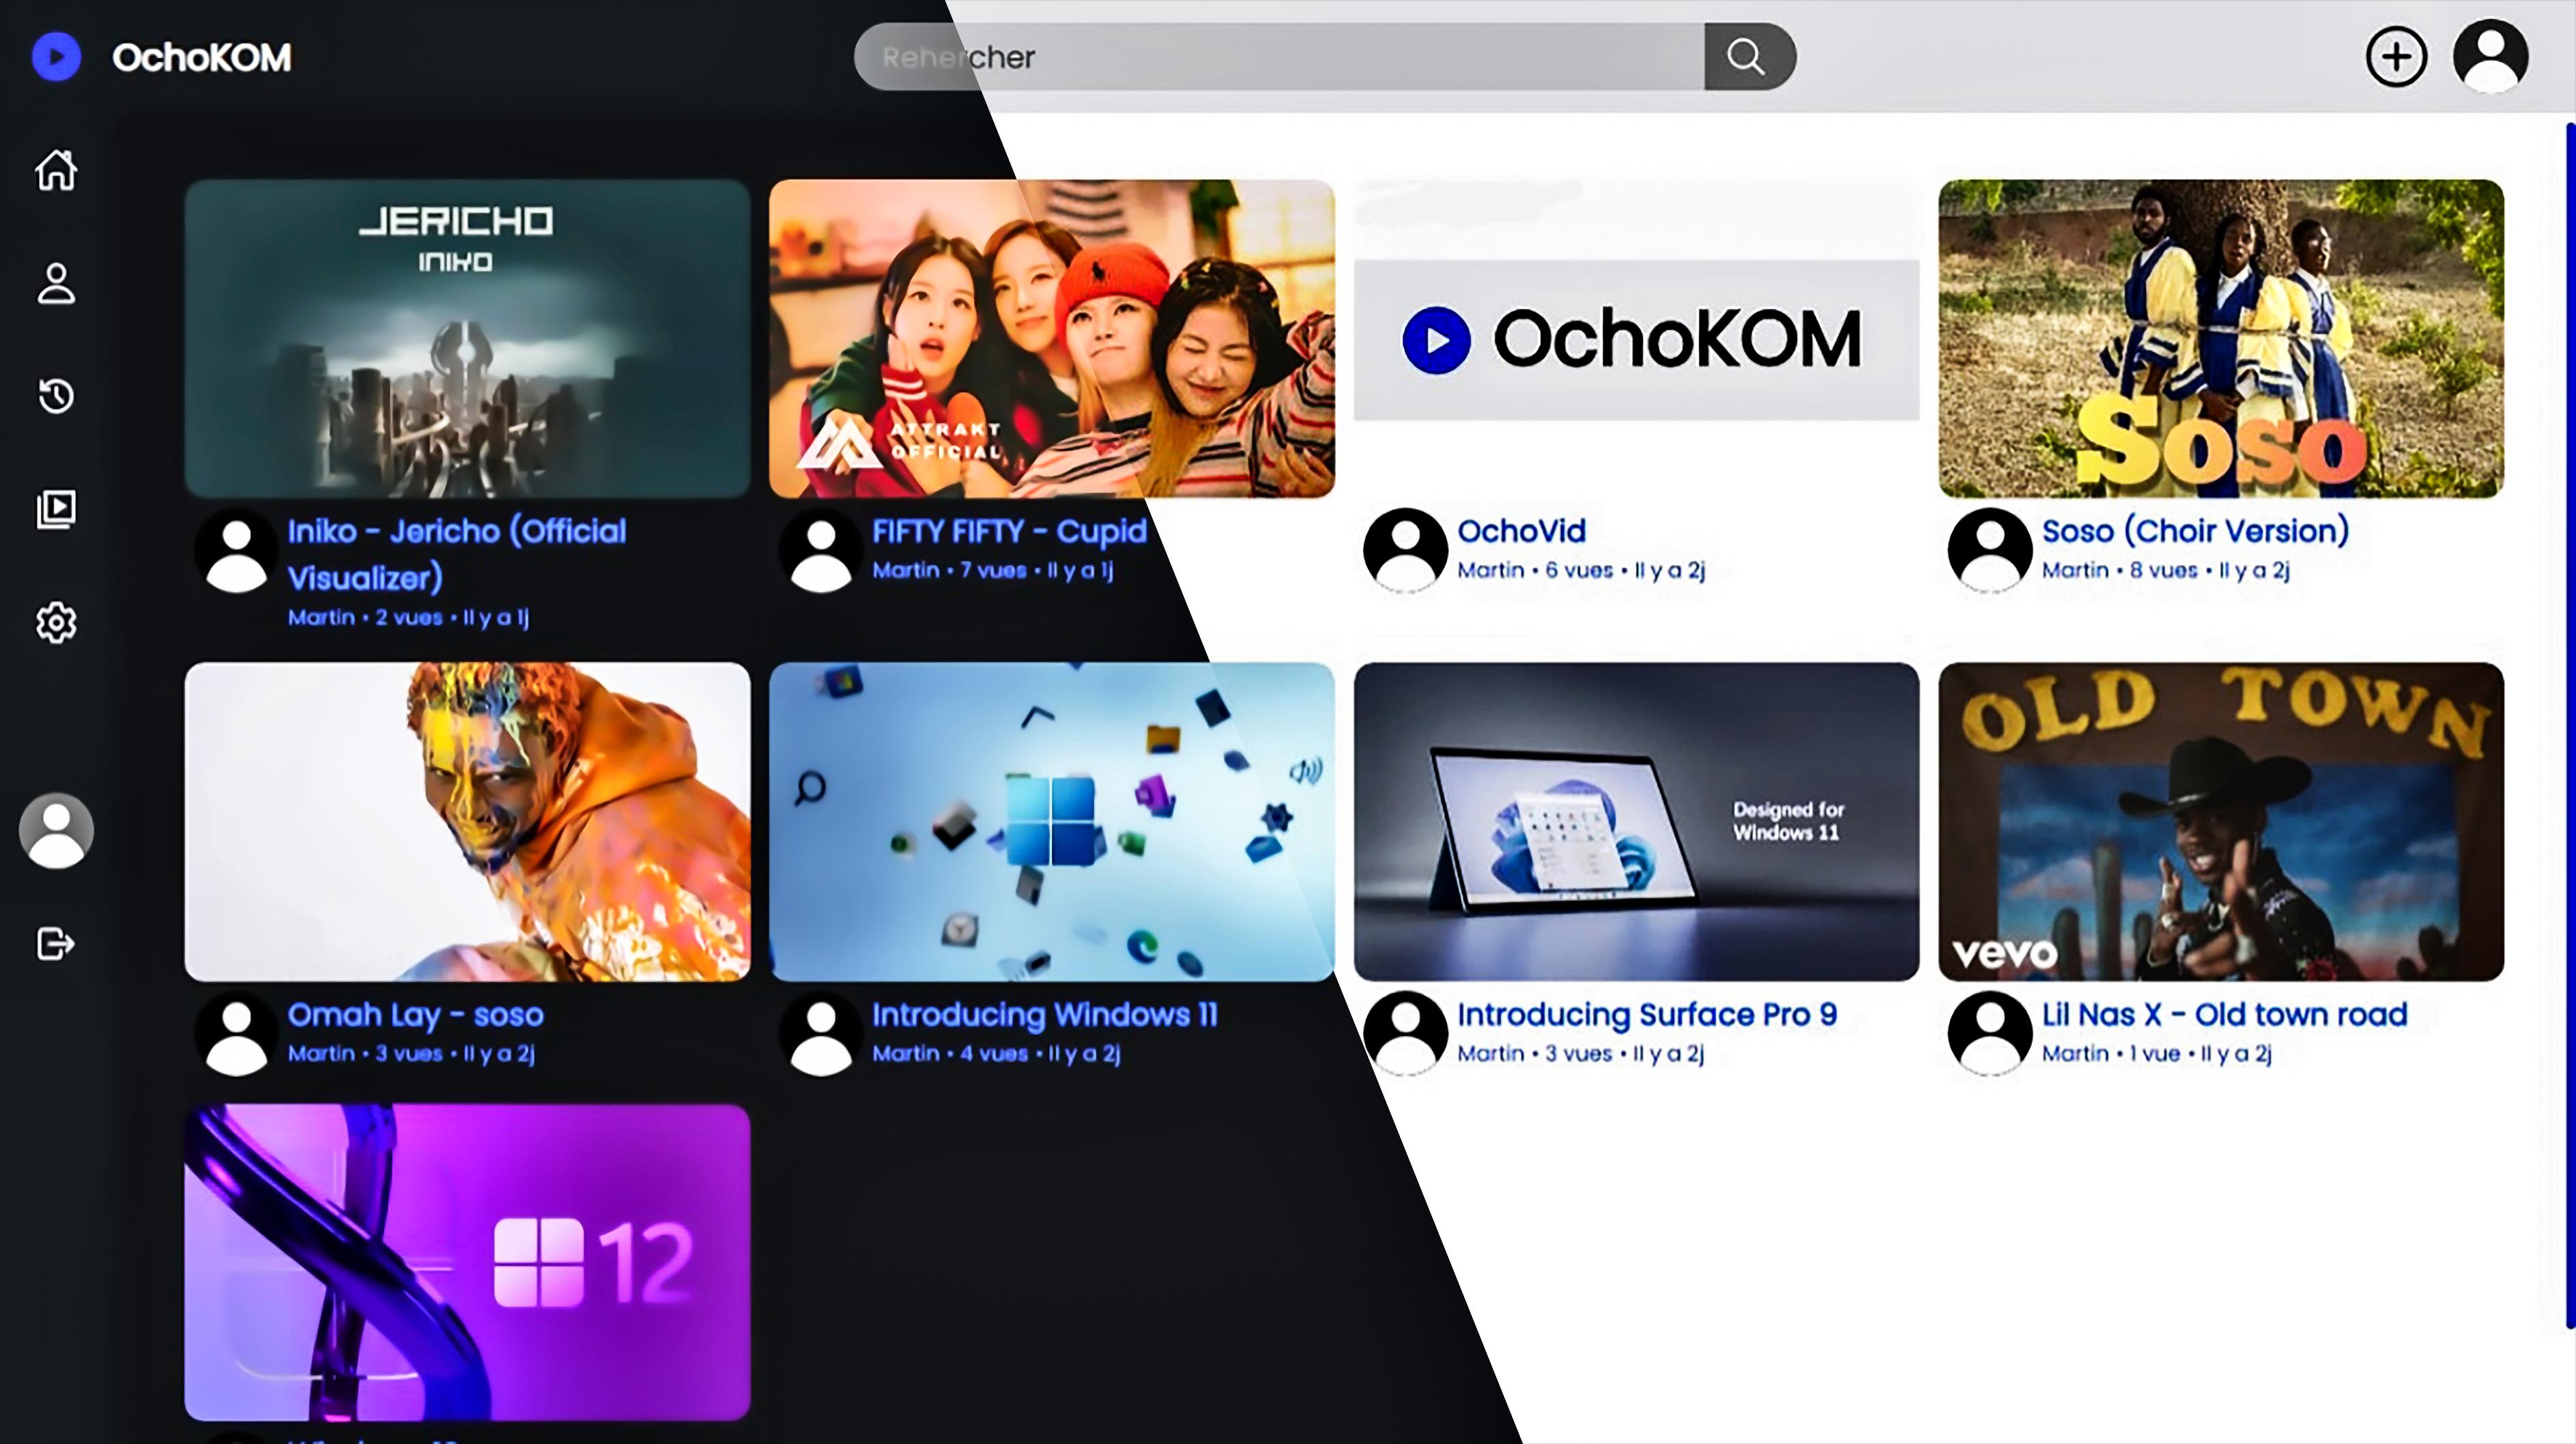 OchoKOM
Rehercher
JERICHO
INIKO
ATTRAKT
OFFICIAL
OchoKOM
Soso
Iniko - Jericho (Official
Visualizer)
Martin • 2 vues • Il y a 1j
FIFTY FIFTY - Cupid
Martin • 7 vues • Il y a 1j
OchoVid
Martin • 6 vues • Il y a 2j
Soso (Choir Version)
Martin • 8 vues • Il y a 2j
Designed for
Windows 11
OLD TOWN
vevo
Omah Lay - soso
Martin • 3 vues • Il y a 2j
Introducing Windows 11
Martin • 4 vues • Il y a 2j
Introducing Surface Pro 9
Martin • 3 vues • Il y a 2j
Lil Nas X - Old town road
Martin • 1 vue • Il y a 2j
12